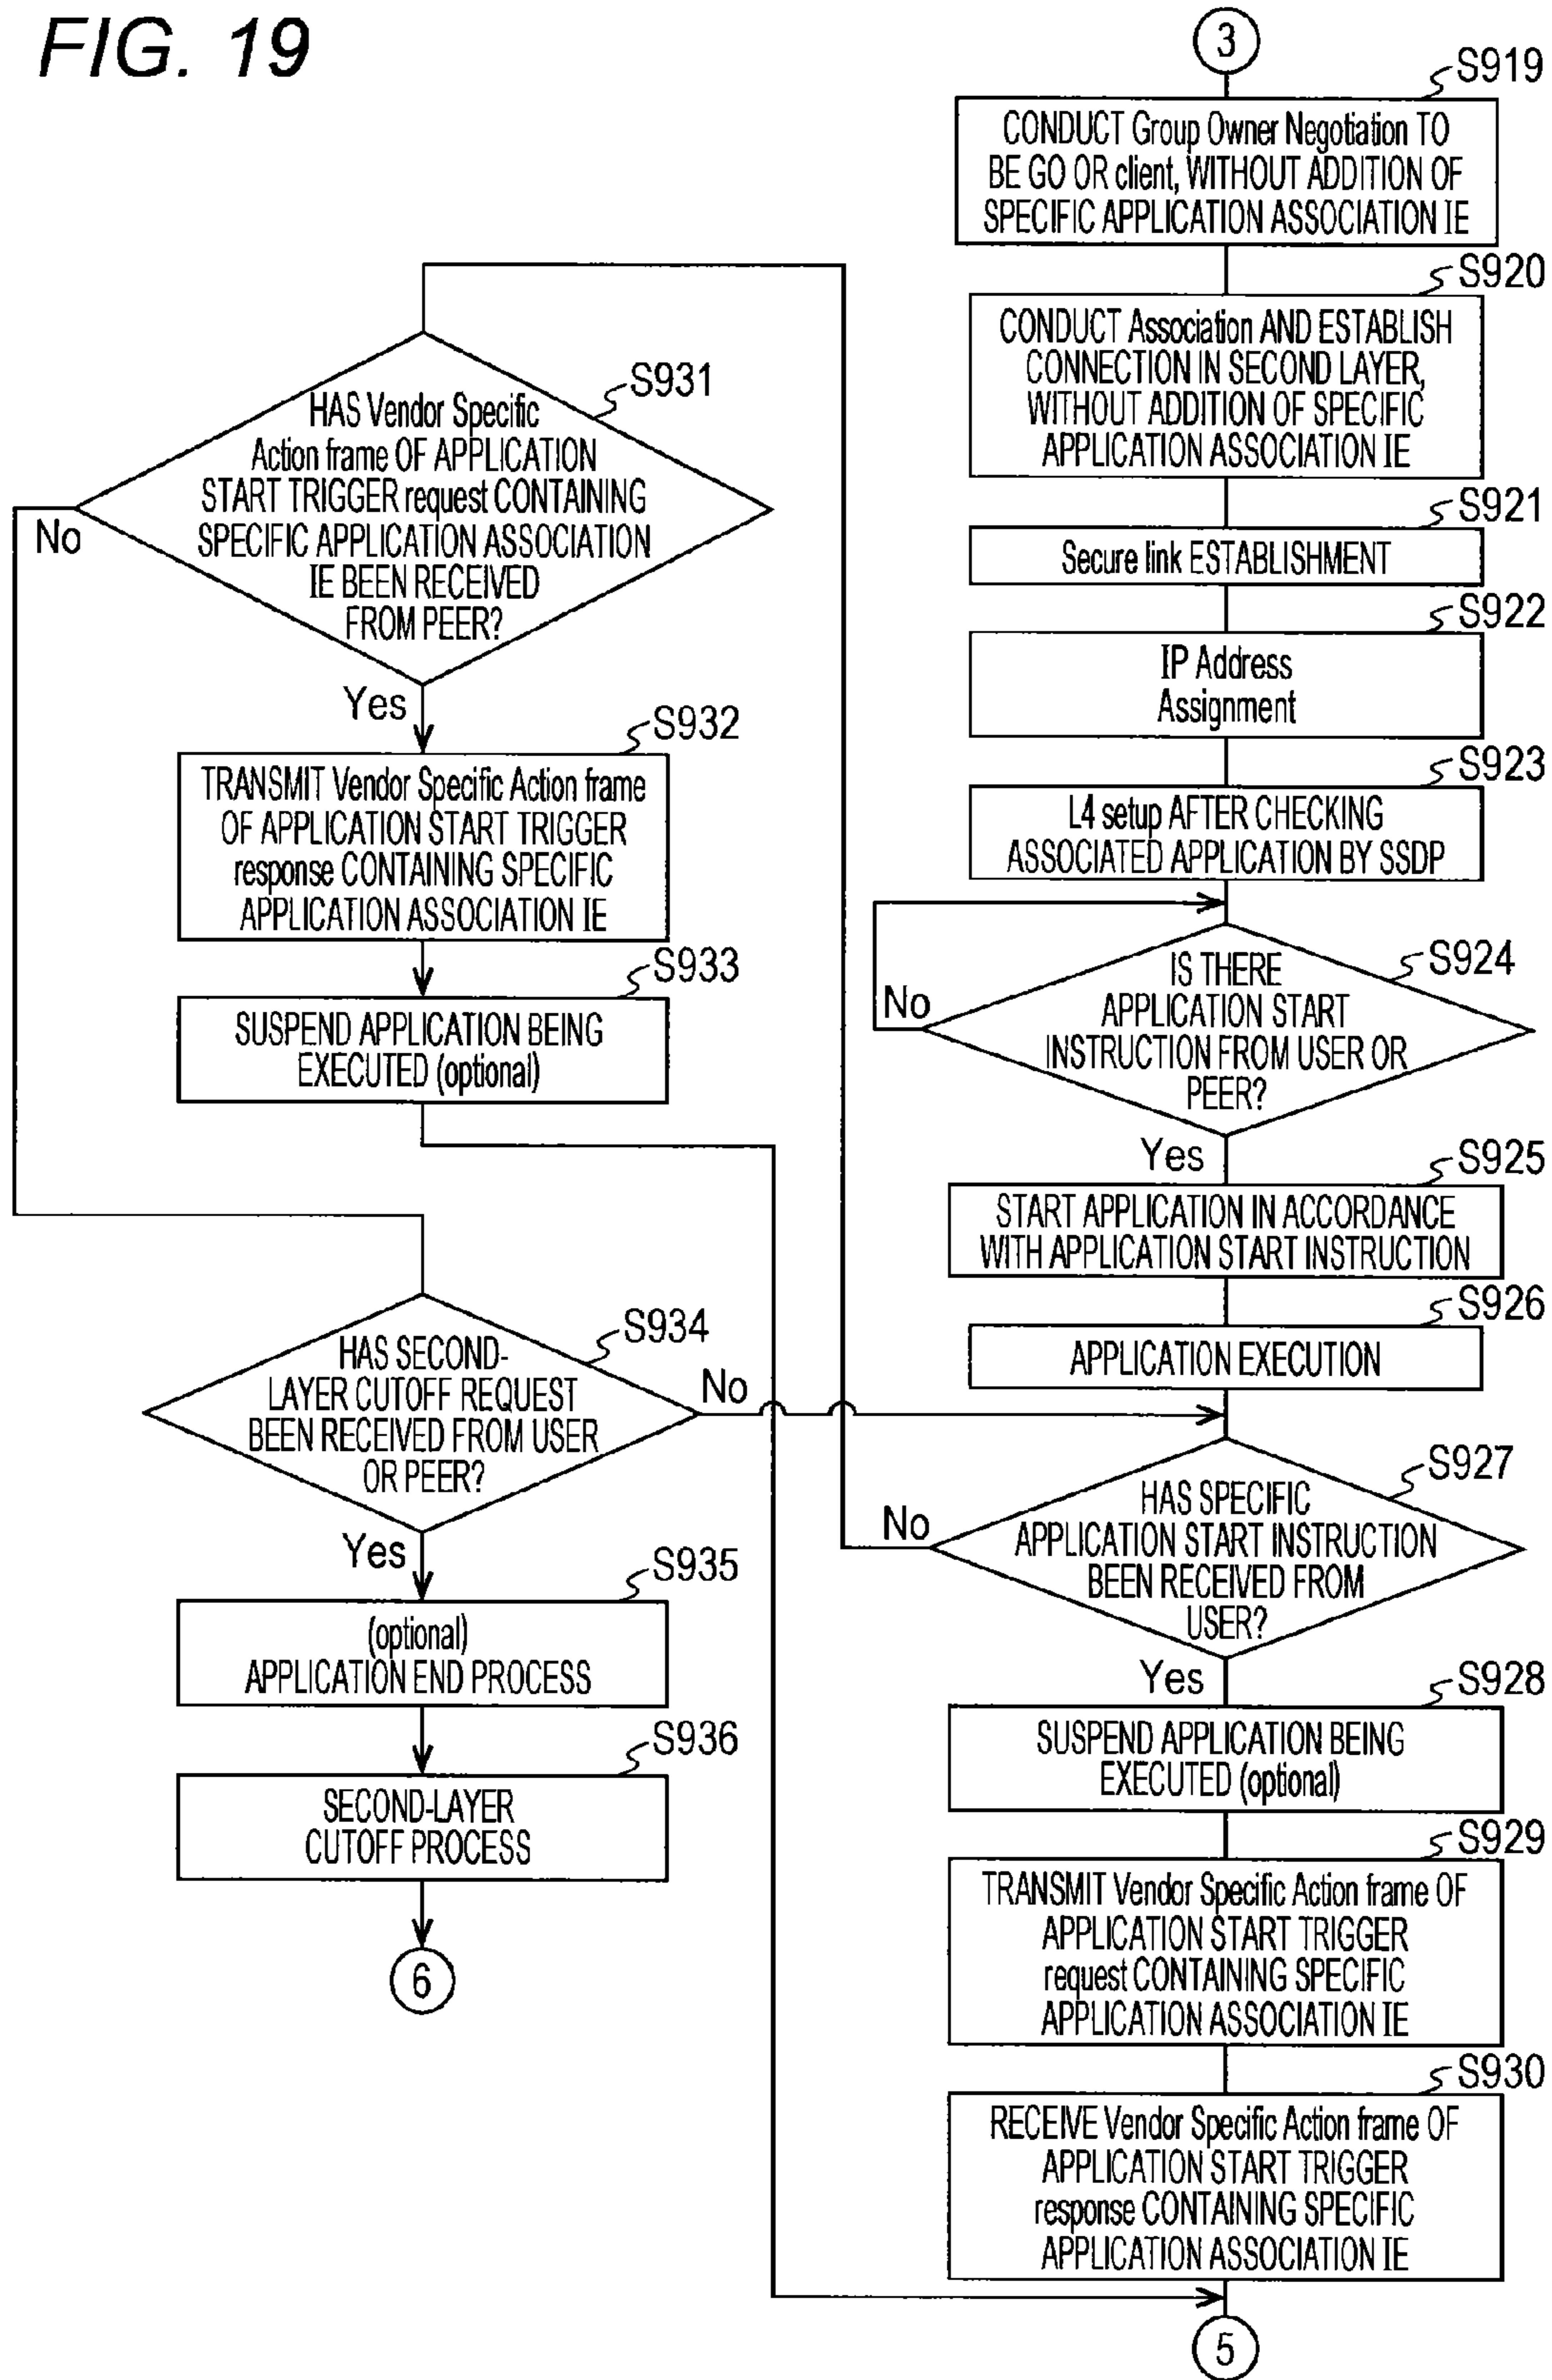 FIG. 19
3
S919
CONDUCT Group Owner Negotiation TO
BE GO OR client, WITHOUT ADDITION OF
SPECIFIC APPLICATION ASSOCIATION IE
S920
CONDUCT Association AND ESTABLISH
CONNECTION IN SECOND LAYER,
WITHOUT ADDITION OF SPECIFIC
APPLICATION ASSOCIATION IE
S921
Secure link ESTABLISHMENT
S922
IP Address
Assignment
S923
L4 setup AFTER CHECKING
ASSOCIATED APPLICATION BY SSDP
S924
IS THERE
APPLICATION START
INSTRUCTION FROM USER OR
PEER?
No
Yes
S925
START APPLICATION IN ACCORDANCE
WITH APPLICATION START INSTRUCTION
S926
APPLICATION EXECUTION
S927
HAS SPECIFIC
APPLICATION START INSTRUCTION
BEEN RECEIVED FROM
USER?
No
Yes
S928
SUSPEND APPLICATION BEING
EXECUTED (optional)
S929
TRANSMIT Vendor Specific Action frame OF
APPLICATION START TRIGGER
request CONTAINING SPECIFIC
APPLICATION ASSOCIATION IE
S930
RECEIVE Vendor Specific Action frame OF
APPLICATION START TRIGGER
response CONTAINING SPECIFIC
APPLICATION ASSOCIATION IE
5
S931
HAS Vendor Specific
Action frame OF APPLICATION
START TRIGGER request CONTAINING
SPECIFIC APPLICATION ASSOCIATION
IE BEEN RECEIVED
FROM PEER?
No
Yes
S932
TRANSMIT Vendor Specific Action frame
OF APPLICATION START TRIGGER
response CONTAINING SPECIFIC
APPLICATION ASSOCIATION IE
S933
SUSPEND APPLICATION BEING
EXECUTED (optional)
S934
HAS SECOND-
LAYER CUTOFF REQUEST
BEEN RECEIVED FROM USER
OR PEER?
No
Yes
S935
(optional)
APPLICATION END PROCESS
S936
SECOND-LAYER
CUTOFF PROCESS
6